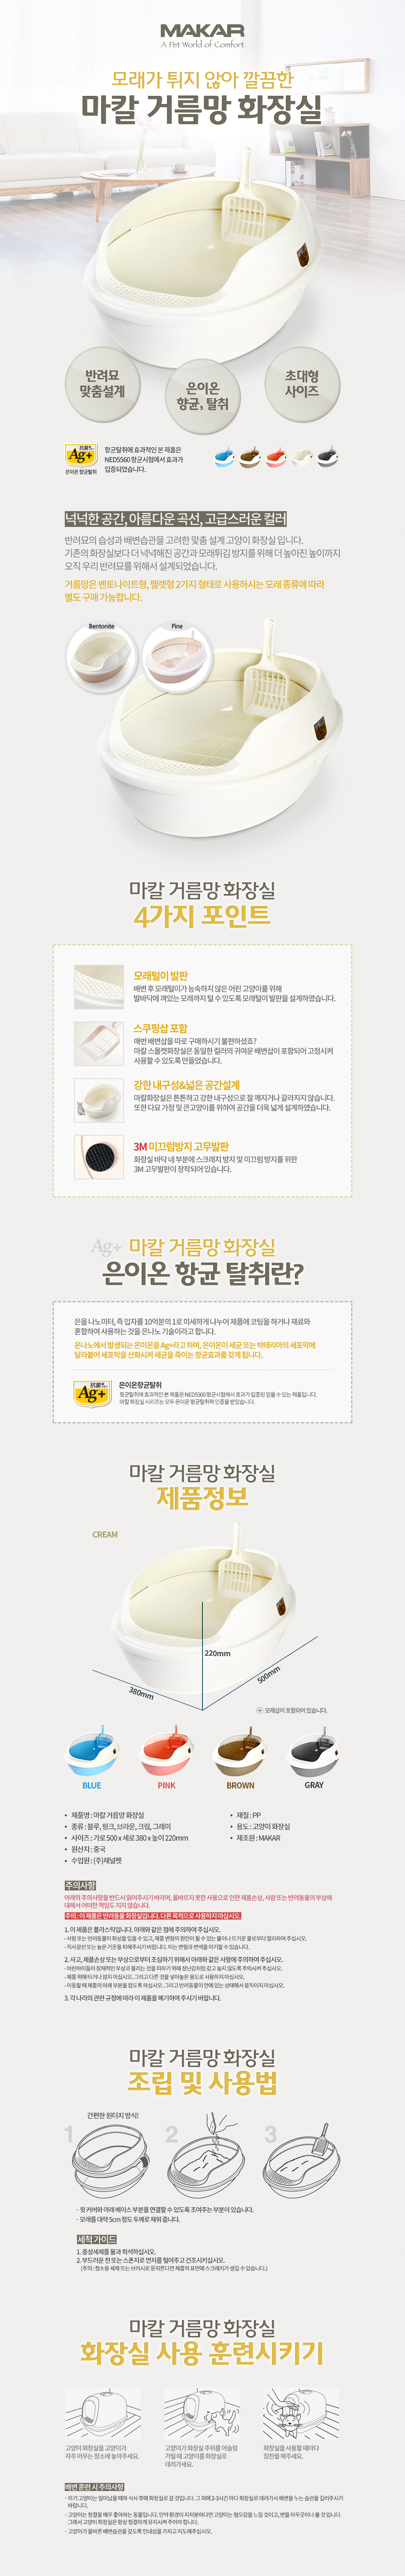 MAKAR
A Pet World of Comfort
모래가 튀지 않아 깔끔한
마칼 거름망 화장실
반려묘
맞춤설계
은이온
항균, 탈취
초대형
사이즈
Ag+
은이온 항균탈취
항균탈취에 효과적인 본 제품은
NED5560 항균시험에서 효과가
입증되었습니다.
넉넉한 공간, 아름다운 곡선, 고급스러운 컬러
반려묘의 습성과 배변습관을 고려한 맞춤 설계 고양이 화장실 입니다.
기존의 화장실보다 더 넉넉해진 공간과 모래튀김 방지를 위해 더 높아진 높이까지
오직 우리 반려묘를 위해서 설계되었습니다.
거름망은 벤토나이트형, 펠렛형 2가지 형태로 사용하시는 모래 종류에 따라
별도 구매 가능합니다.
Bentonite
Pine
마칼 거름망 화장실
4가지 포인트
모래털이 발판
배변 후 모래털이가 능숙하지 않은 어린 고양이를 위해
발바닥에 껴있는 모래까지 털 수 있도록 모래털이 발판을 설계하였습니다.
스쿠핑삽 포함
매번 배변삽을 따로 구매하시기 불편하셨죠?
마칼 스몰캣화장실은 동일한 컬러의 귀여운 배변삽이 포함되어 고정시켜
사용할 수 있도록 만들었습니다.
강한 내구성&넓은 공간설계
마칼화장실은 튼튼하고 강한 내구성으로 잘 깨지거나 갈라지지 않습니다.
또한 다묘 가정 및 큰고양이를 위하여 공간을 더욱 넓게 설계하였습니다.
3M 미끄럼방지 고무발판
화장실 바닥 네 부분에 스크래치 방지 및 미끄럼 방지를 위한
3M 고무발판이 장착되어 있습니다.
Ag+ 마칼 거름망 화장실
은이온 항균 탈취란?
은을 나노미터, 즉 입자를 10억분의 1로 미세하게 나누어 제품에 코팅을 하거나 재료와
혼합하여 사용하는 것을 은나노 기술이라고 합니다.
은나노에서 발생되는 은이온을 Ag+라고 하며, 은이온이 세균 또는 박테리아의 세포막에
달라붙어 세포막을 산화시켜 세균을 죽이는 항균효과를 갖게 됩니다.
Ag+
은이온항균탈취
항균탈취에 효과적인 본 제품은 NED5560 항균시험에서 효과가 입증된 믿을 수 있는 제품입니다.
마칼 화장실 시리즈는 모두 은이온 항균탈취력 인증을 받았습니다.
마칼 거름망 화장실
제품정보
CREAM
220mm
380mm
500mm
모래삽이 포함되어 있습니다.
BLUE
PINK
BROWN
GRAY
• 제품명 : 마칼 거름망 화장실
• 종류 : 블루, 핑크, 브라운, 크림, 그레이
• 사이즈 : 가로 500 x 세로 380 x 높이 220mm
• 원산지 : 중국
• 수입원 : (주)채널펫
• 재질 : PP
• 용도 : 고양이 화장실
• 제조원 : MAKAR
주의사항
아래의 주의사항을 반드시 읽어주시기 바라며, 올바르지 못한 사용으로 인한 제품손상, 사람 또는 반려동물의 부상에
대해서 어떠한 책임도 지지 않습니다.
주의 : 이 제품은 반려동물 화장실입니다. 다른 목적으로 사용하지 마십시오.
1. 이 제품은 플라스틱입니다. 아래와 같은 점에 주의하여 주십시오.
- 사람 또는 반려동물이 화상을 입을 수 있고, 제품 변형의 원인이 될 수 있는 불이나 뜨거운 물로부터 멀리하여 주십시오.
- 직사광선 또는 높은 기온을 피해주시기 바랍니다. 이는 변형과 변색을 야기할 수 있습니다.
2. 사고, 제품손상 또는 부상으로부터 조심하기 위해서 아래와 같은 사항에 주의하여 주십시오.
- 어린아이들이 잠재적인 부상과 물리는 것을 피하기 위해 장난감처럼 갖고 놀지 않도록 주의시켜 주십시오.
- 제품 위에 타거나 앉지 마십시오. 그리고 다른 것을 넣어놓은 용도로 사용하지 마십시오.
- 이동할 때 제품의 아래 부분을 잡도록 하십시오. 그리고 반려동물이 안에 있는 상태에서 움직이지 마십시오.
3. 각 나라의 관련 규정에 따라 이 제품을 폐기하여 주시기 바랍니다.
마칼 거름망 화장실
조립 및 사용법
간편한 원터치 방식!
1
2
3
· 윗 커버와 아래 베이스 부분을 연결할 수 있도록 조여주는 부분이 있습니다.
· 모래를 대략 5cm 정도 두께로 채워 줍니다.
세척가이드
1. 중성세제를 물과 희석하십시오.
2. 부드러운 천 또는 스폰지로 먼지를 털어주고 건조시키십시오.
(주의 : 청소용 세제 또는 브러시로 문지른다면 제품의 표면에 스크래치가 생길 수 있습니다.)
마칼 거름망 화장실
화장실 사용 훈련시키기
고양이 화장실을 고양이가
자주 머무는 장소에 놓아주세요.
고양이가 화장실 주위를 어슬렁
거릴 때 고양이를 화장실로
데려가세요.
화장실을 사용할 때마다
칭찬을 해주세요.
배변 훈련 시 주의사항
· 아기 고양이는 일어났을 때와 식사 후에 화장실로 갈 것입니다. 그 외에 2-3시간 마다 화장실로 데려가서 배변을 누는 습관을 길러주시기
바랍니다.
· 고양이는 청결을 매우 좋아하는 동물입니다. 만약 환경이 지저분하다면 고양이는 혐오감을 느낄 것이고, 변을 아무곳이나 볼 것 입니다
그래서 고양이 화장실은 항상 청결하게 유지시켜 주어야 합니다.
· 고양이가 올바른 배변습관을 갖도록 인내심을 가지고 지도해주십시오.